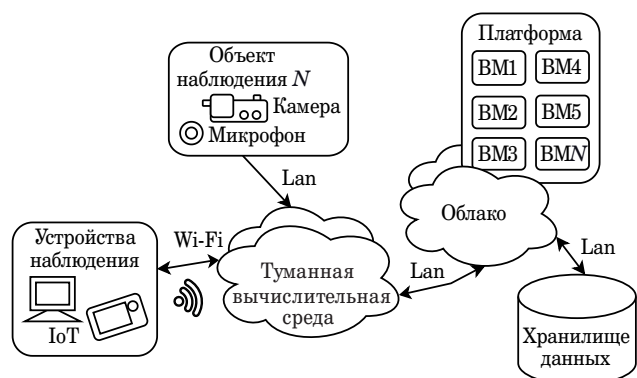 Платформа
ВМ1 ВМ4
ВМ2 ВМ5
ВМ3 ВМN
Объект
наблюдения N
Камера
Микрофон
Lan
Облако
Устройства
наблюдения
IoT
Wi-Fi
Туманная
вычислительная
среда
Lan
Lan
Хранилище
данных